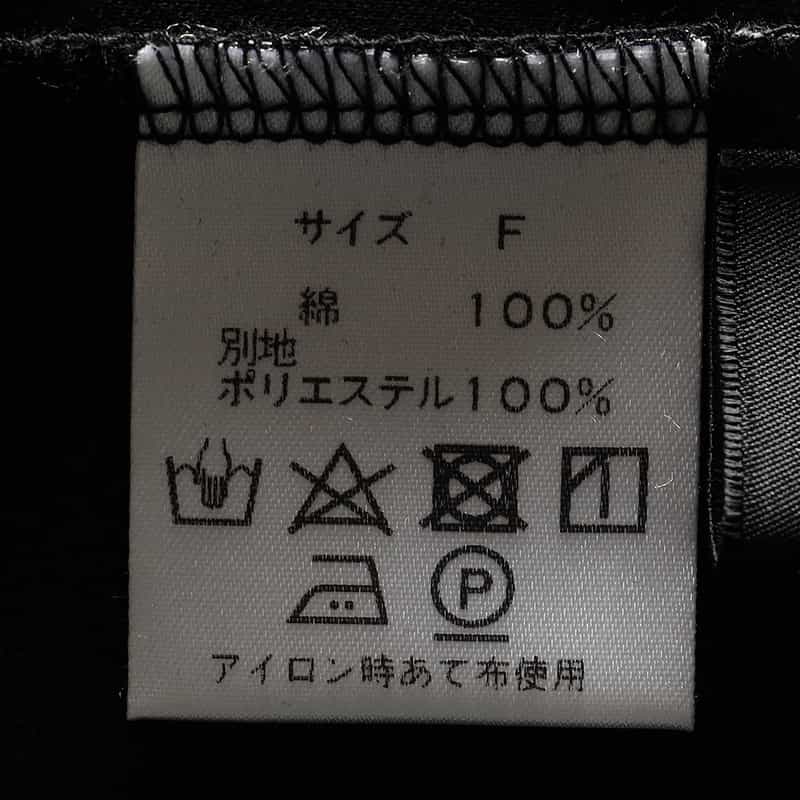 サイズ F
綿 100%
別地
ポリエステル100%
P
アイロン時あて布使用